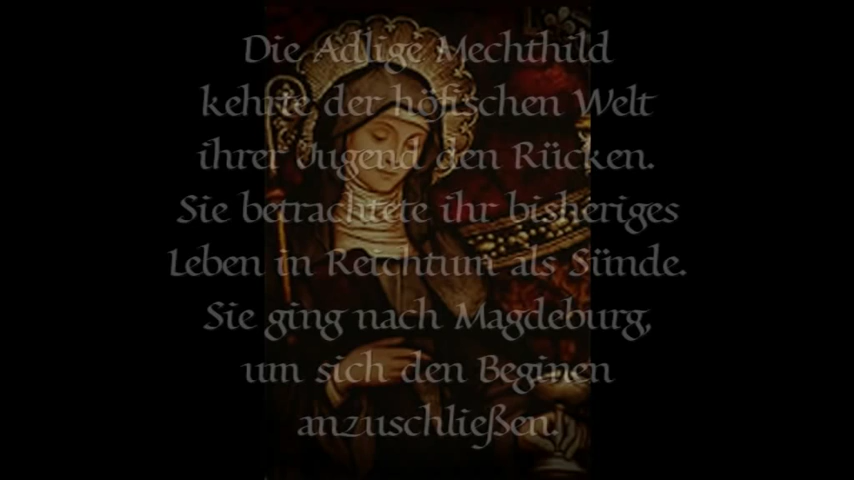 Die Adlige Mechthild
kehrte der höfischen Welt
ihrer Jugend den Rücken.
Sie betrachtete ihr bisheriges
Leben in Reichtum als Sünde.
Sie ging nach Magdeburg,
um sich den Beginen
anzuschließen.